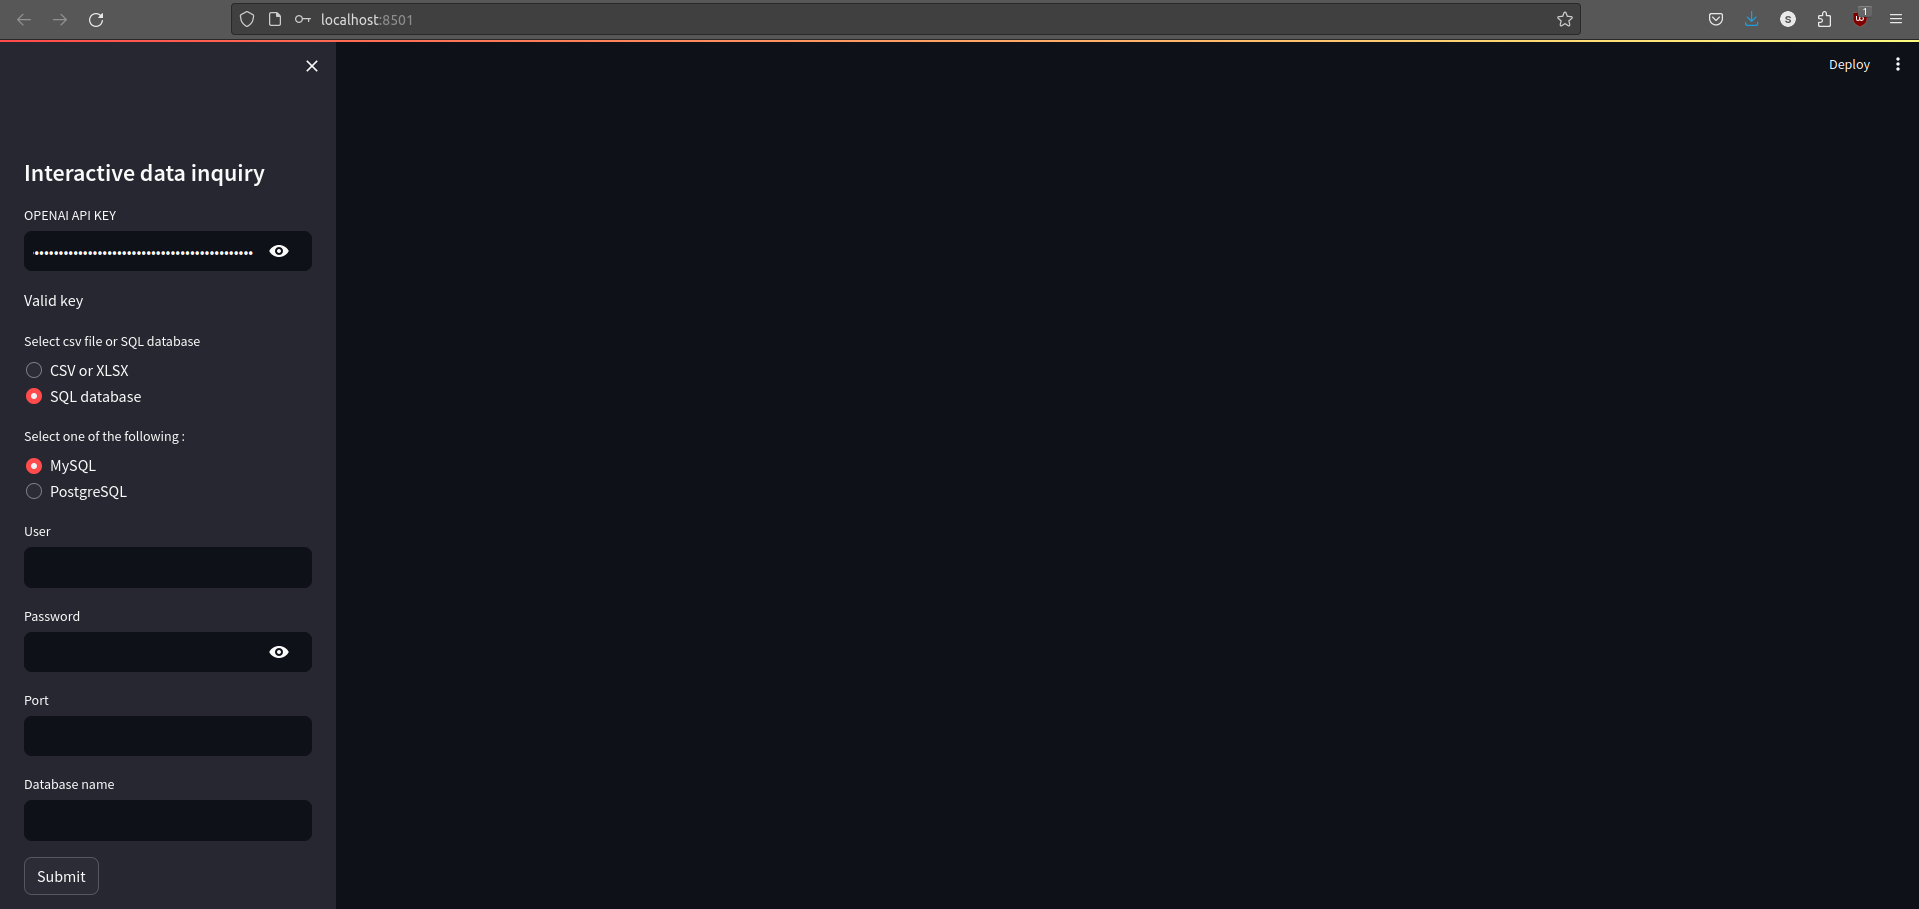 localhost:8501
S
1
Deploy
Interactive data inquiry
OPENAI API KEY
Valid key
Select csv file or SQL database
CSV or XLSX
SQL database
Select one of the following :
MySQL
PostgreSQL
User
Password
Port
Database name
Submit